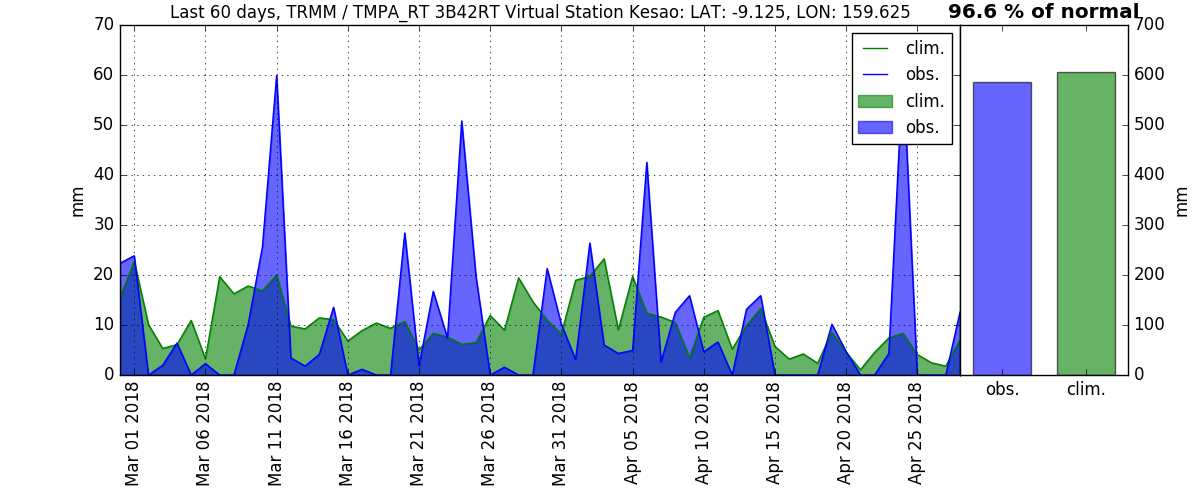 Last 60 days, TRMM / TMPA_RT 3B42RT Virtual Station Kesao: LAT: -9.125, LON: 159.625
96.6 % of normal
70
60
50
40
30
20
10
0
mm
clim.
obs.
clim.
obs.
700
600
500
400
300
200
100
0
mm
obs.
clim.
Mar 01 2018
Mar 06 2018
Mar 11 2018
Mar 16 2018
Mar 21 2018
Mar 26 2018
Mar 31 2018
Apr 05 2018
Apr 10 2018
Apr 15 2018
Apr 20 2018
Apr 25 2018